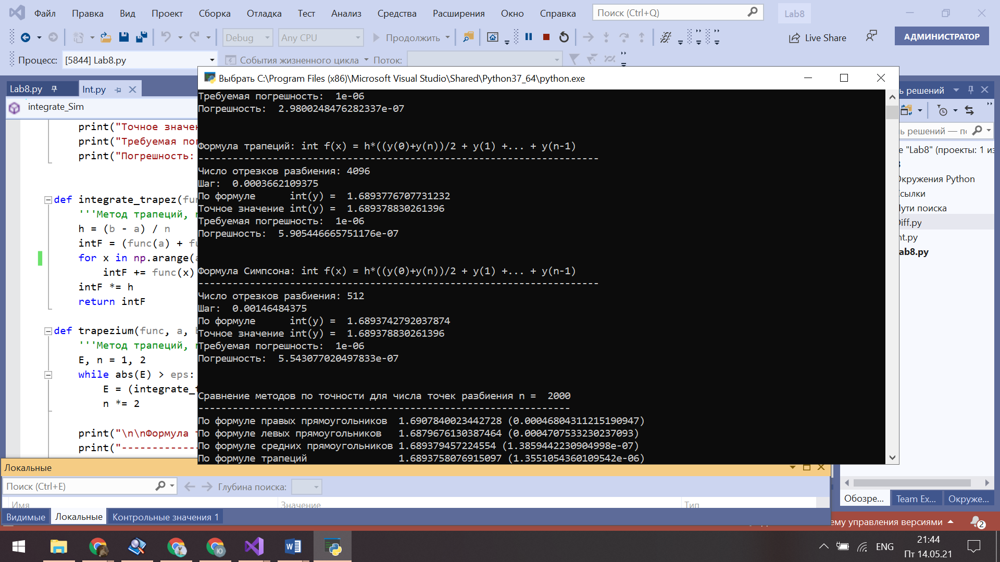 Файл Правка Вид Проект Сборка Отладка Тест Анализ Средства Расширения Окно Справка Поиск (Ctrl+Q) Lab8
Debug Any CPU Продолжить Live Share АДМИНИСТРАТОР
Процесс: [5844] Lab8.py События жизненного цикла Поток:
Lab8.py Int.py
integrate_Sim
print("Точное значен
print("Требуемая пог
print("Погрешность:
def integrate_trapez(fun
'''Метод трапеций,
h = (b - a) / n
intF = (func(a) + fu
for x in np.arange(a
intF += func(x)
intF *= h
return intF
def trapezium(func, a, b
'''Метод трапеций,
E, n = 1, 2
while abs(E) > eps:
E = (integrate_t
n *= 2
print("\n\nФормула т
print("-------------
Выбрать C:\Program Files (x86)\Microsoft Visual Studio\Shared\Python37_64\python.exe
Требуемая погрешность:  1e-06
Погрешность:  2.9800248476282337e-07
Формула трапеций: int f(x) = h*((y(0)+y(n))/2 + y(1) +... + y(n-1)
----------------------------------------------------------------------
Число отрезков разбиения: 4096
Шаг:  0.0003662109375
По формуле      int(y) =  1.6893776707731232
Точное значение int(y) =  1.689378830261396
Требуемая погрешность:  1e-06
Погрешность:  5.905446665751176e-07
Формула Симпсона: int f(x) = h*((y(0)+y(n))/2 + y(1) +... + y(n-1)
----------------------------------------------------------------------
Число отрезков разбиения: 512
Шаг:  0.00146484375
По формуле      int(y) =  1.6893742792037874
Точное значение int(y) =  1.689378830261396
Требуемая погрешность:  1e-06
Погрешность:  5.543077020497833e-07
Сравнение методов по точности для числа точек разбиения n =  2000
-----------------------------------------------------------------
По формуле правых прямоугольников  1.6907840023442728 (0.00046804311215190947)
По формуле левых прямоугольников   1.6879676130387464 (0.0004707533230237093)
По формуле средних прямоугольников 1.689379457224554 (1.3859442230904998e-07)
По формуле трапеций                1.6893758076915097 (1.3551054360109542e-06)
ь решений
ь решений — по
е "Lab8" (проекты: 1 из
Окружения Python
Ссылки
Пути поиска
Diff.py
Int.py
Lab8.py
Обозре... Team Ex... Окруже...
Локальные
Поиск (Ctrl+E) Глубина поиска:
Имя Значение Тип
Видимые Локальные Контрольные значения 1
ему управления версиями 2
ENG 21:44
Пт 14.05.21